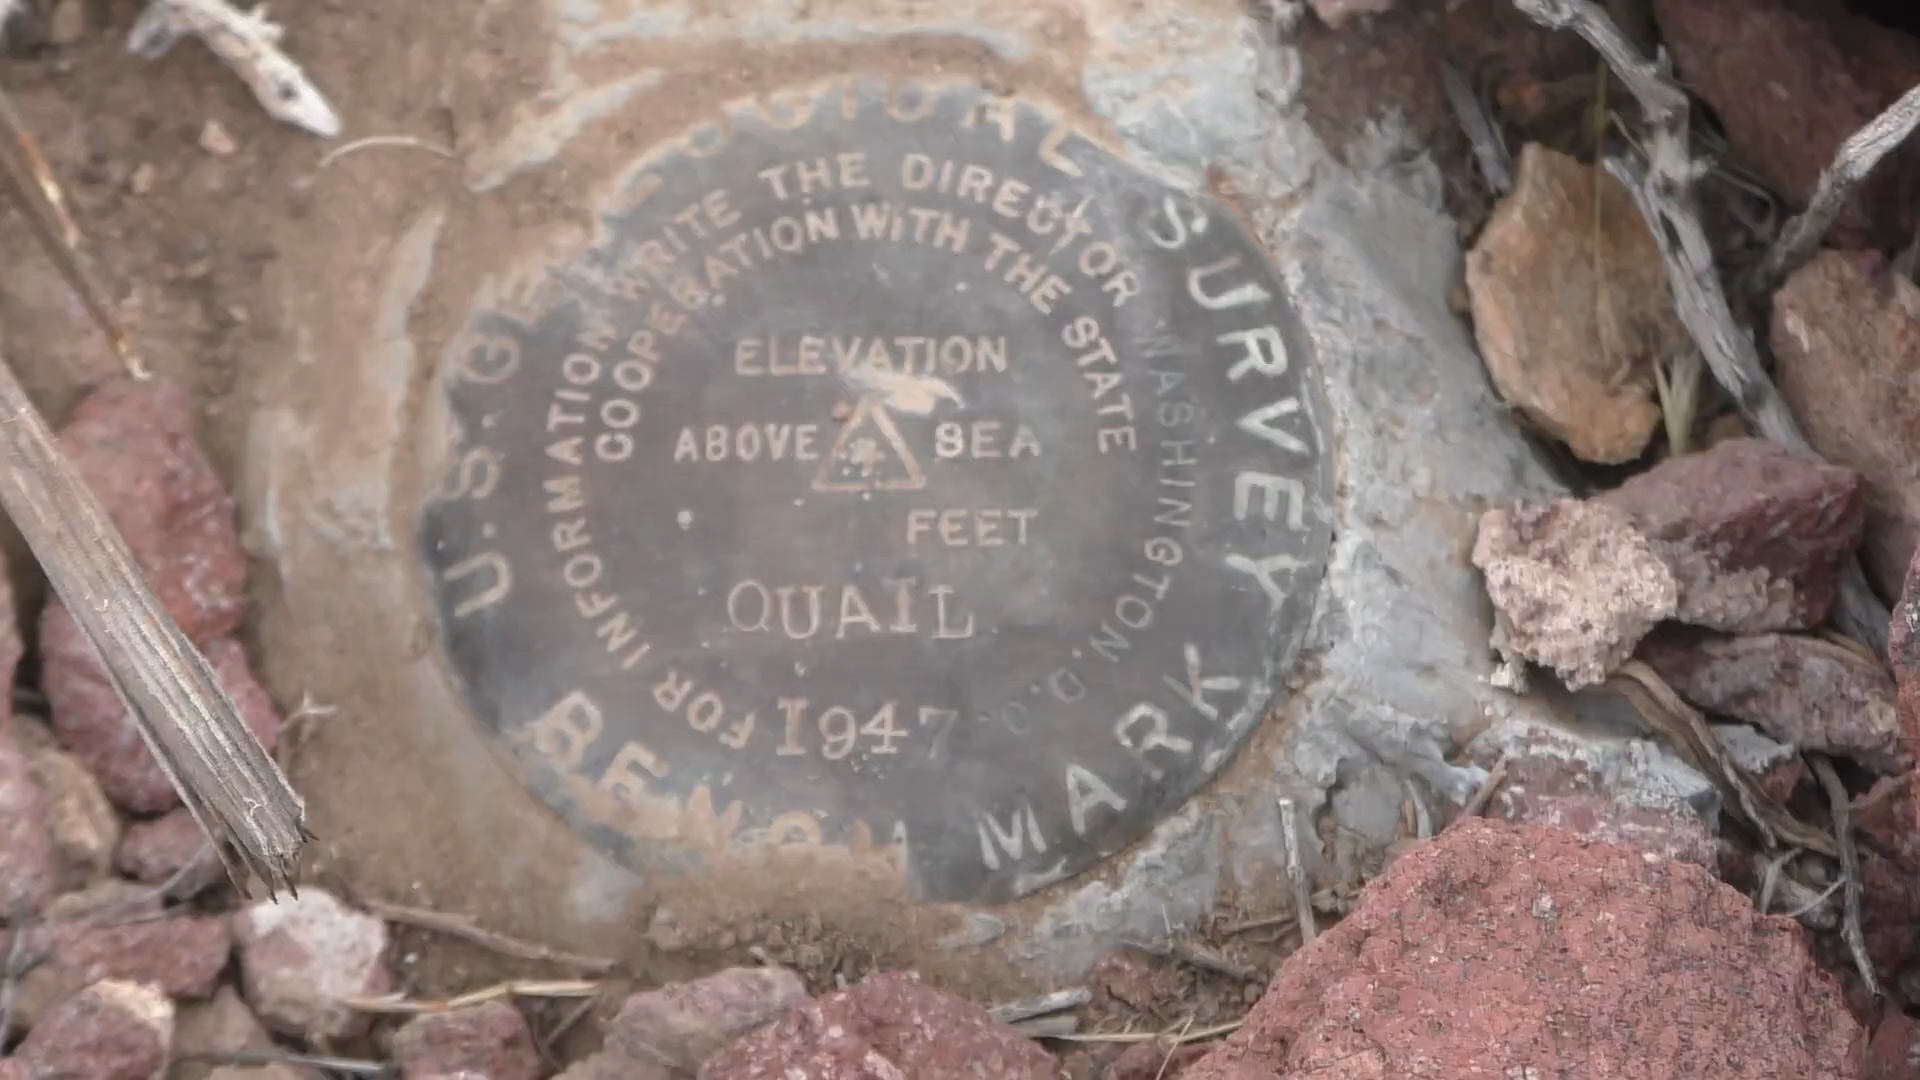 U.S. GEOLOGICAL SURVEY
FOR INFORMATION WRITE THE DIRECTOR WASHINGTON, D.C.
COOPERATION WITH THE STATE
ELEVATION
ABOVE SEA
FEET
QUAIL
1947
BENCH MARK